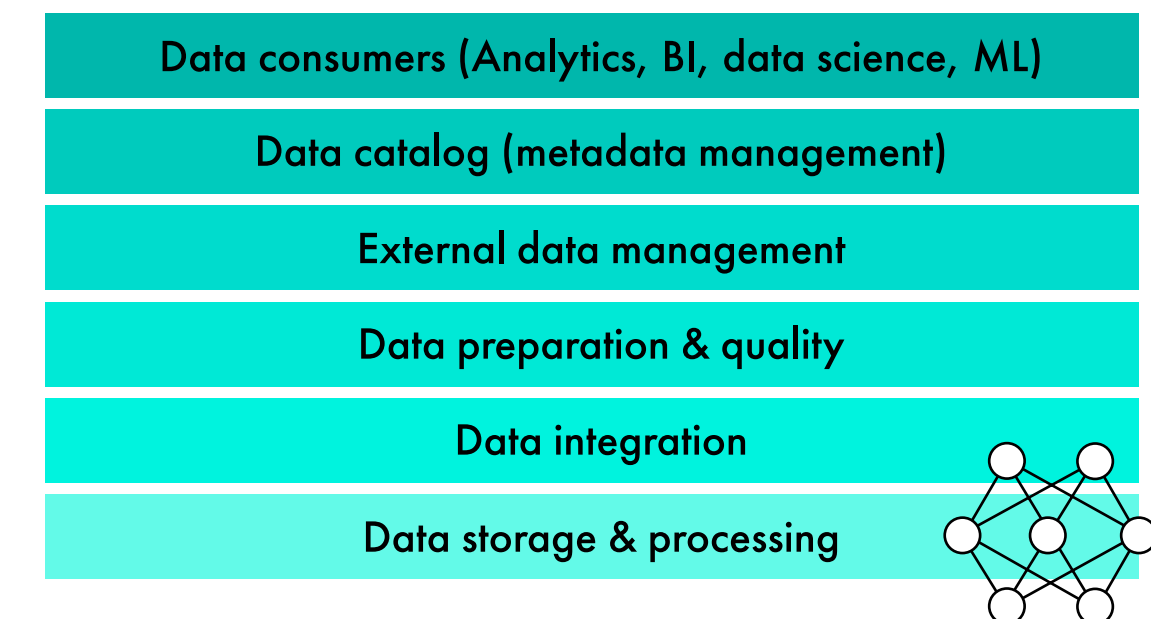 Data consumers (Analytics, BI, data science, ML)
Data catalog (metadata management)
External data management
Data preparation & quality
Data integration
Data storage & processing